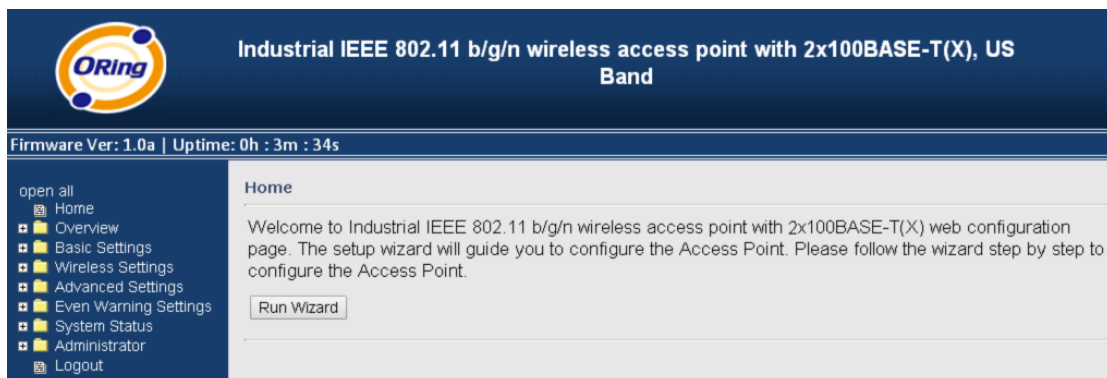 ORing
Industrial IEEE 802.11 b/g/n wireless access point with 2x100BASE-T(X), US
Band
Firmware Ver: 1.0a | Uptime: 0h : 3m : 34s
open all
Home
Overview
Basic Settings
Wireless Settings
Advanced Settings
Even Warning Settings
System Status
Administrator
Logout
Home
Welcome to Industrial IEEE 802.11 b/g/n wireless access point with 2x100BASE-T(X) web configuration
page. The setup wizard will guide you to configure the Access Point. Please follow the wizard step by step to
configure the Access Point.
Run Wizard